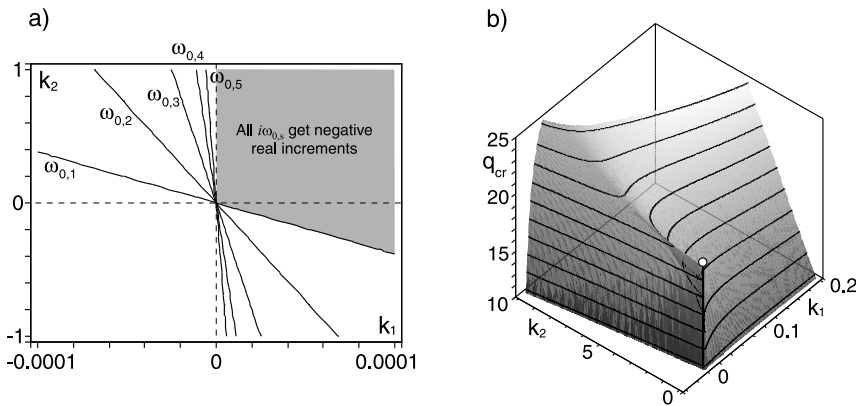 a)
1
k2
ω0,1
ω0,2
ω0,3
ω0,4
ω0,5
All iω0,s get negative
real increments
0
-1
k1
-0.0001
0
0.0001
b)
25
qcr
20
15
10
k2
5
0
0
0.1
k1
0.2